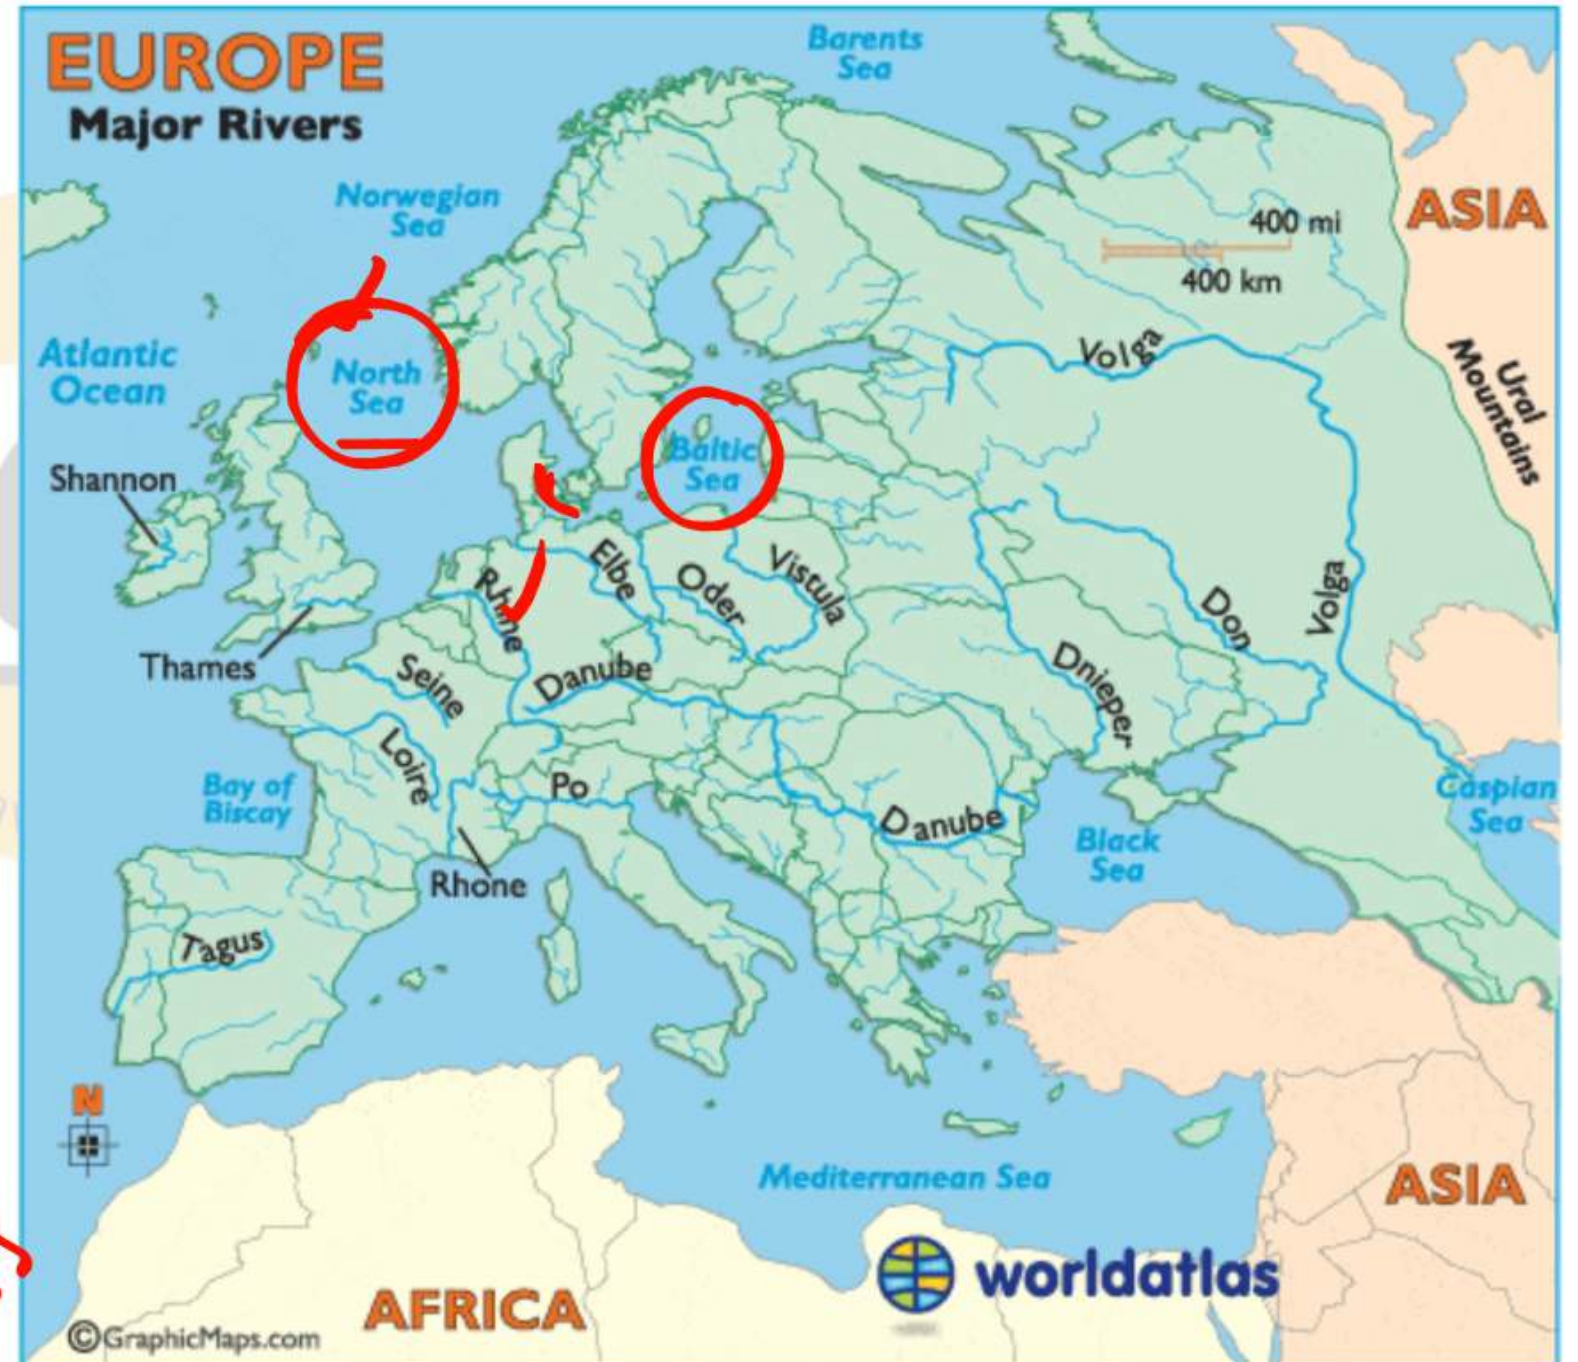 EUROPE
Major Rivers
Barents
Sea
Norwegian
Sea
ASIA
400 mi
400 km
Atlantic
Ocean
North
Sea
Volga
Ural
Mountains
Baltic
Sea
Shannon
Elbe
Oder
Vistula
Rhine
Don
Volga
Thames
Seine
Danube
Dnieper
Loire
Bay of
Biscay
Po
Danube
Caspian
Sea
Black
Sea
Rhone
Tagus
N
Mediterranean Sea
ASIA
worldatlas
AFRICA
©GraphicMaps.com